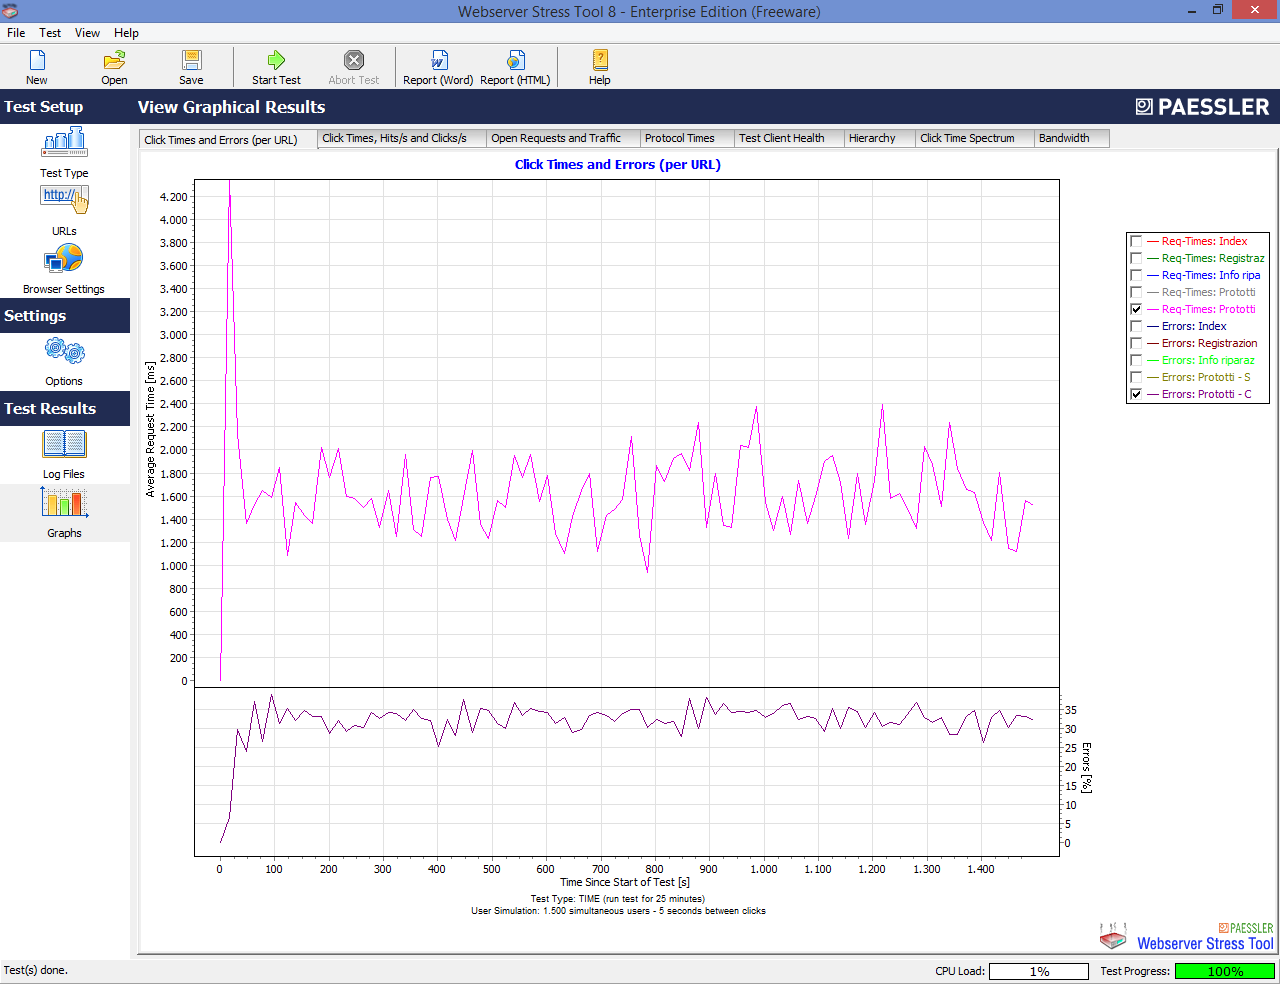 Webserver Stress Tool 8 - Enterprise Edition (Freeware)
File Test View Help
New Open Save Start Test Abort Test Report (Word) Report (HTML) Help
Test Setup
View Graphical Results
PAESSLER
Click Times and Errors (per URL) Click Times, Hits/s and Clicks/s Open Requests and Traffic Protocol Times Test Client Health Hierarchy Click Time Spectrum Bandwidth
Test Type
http://
URLs
Browser Settings
Settings
Options
Test Results
Log Files
Graphs
Click Times and Errors (per URL)
4.200
4.000
3.800
3.600
3.400
3.200
3.000
2.800
2.600
2.400
2.200
2.000
1.800
1.600
1.400
1.200
1.000
800
600
400
200
0
Average Request Time [ms]
35
30
25
20
15
10
5
0
Errors [%]
0 100 200 300 400 500 600 700 800 900 1.000 1.100 1.200 1.300 1.400
Time Since Start of Test [s]
Test Type: TIME (run test for 25 minutes)
User Simulation: 1.500 simultaneous users - 5 seconds between clicks
Req-Times: Index
Req-Times: Registraz
Req-Times: Info ripa
Req-Times: Prototti
Req-Times: Prototti
Errors: Index
Errors: Registrazion
Errors: Info riparaz
Errors: Prototti - S
Errors: Prototti - C
PAESSLER
Webserver Stress Tool
Test(s) done.
CPU Load: 1% Test Progress: 100%